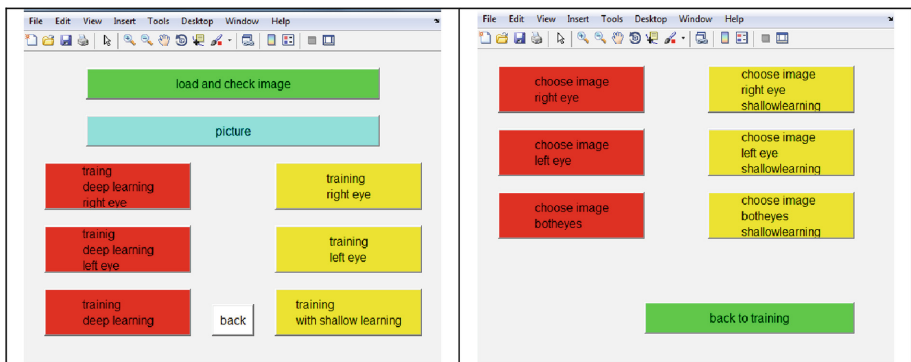 File Edit View Insert Tools Desktop Window Help
load and check image
picture
traing
deep learning
right eye
training
right eye
trainig
deep learning
left eye
training
left eye
training
deep learning
back
training
with shallow learning
File Edit View Insert Tools Desktop Window Help
choose image
right eye
choose image
right eye
shallowlearning
choose image
left eye
choose image
left eye
shallowlearning
choose image
botheyes
choose image
botheyes
shallowlearning
back to training